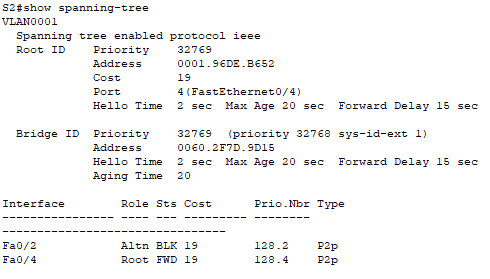 S2#show spanning-tree
VLAN0001
  Spanning tree enabled protocol ieee
  Root ID    Priority    32769
             Address     0001.96DE.B652
             Cost        19
             Port        4(FastEthernet0/4)
             Hello Time  2 sec  Max Age 20 sec  Forward Delay 15 sec

  Bridge ID  Priority    32769  (priority 32768 sys-id-ext 1)
             Address     0060.2F7D.9D15
             Hello Time  2 sec  Max Age 20 sec  Forward Delay 15 sec
             Aging Time  20

Interface        Role Sts Cost      Prio.Nbr Type
---------------- ---- --- --------- -------- --------------------------------
Fa0/2            Altn BLK 19        128.2    P2p
Fa0/4            Root FWD 19        128.4    P2p